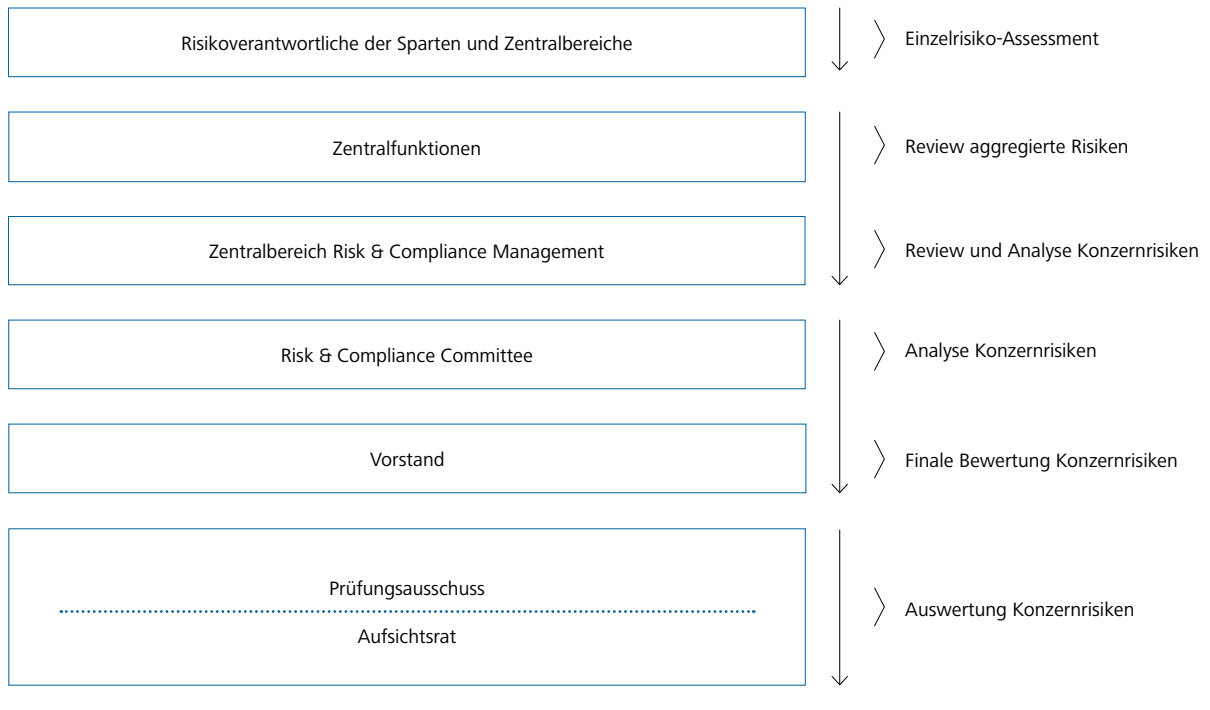 Risikoverantwortliche der Sparten und Zentralbereiche
Einzelrisiko-Assessment
Zentralfunktionen
Review aggregierte Risiken
Zentralbereich Risk & Compliance Management
Review und Analyse Konzernrisiken
Risk & Compliance Committee
Analyse Konzernrisiken
Vorstand
Finale Bewertung Konzernrisiken
Prüfungsausschuss
Aufsichtsrat
Auswertung Konzernrisiken